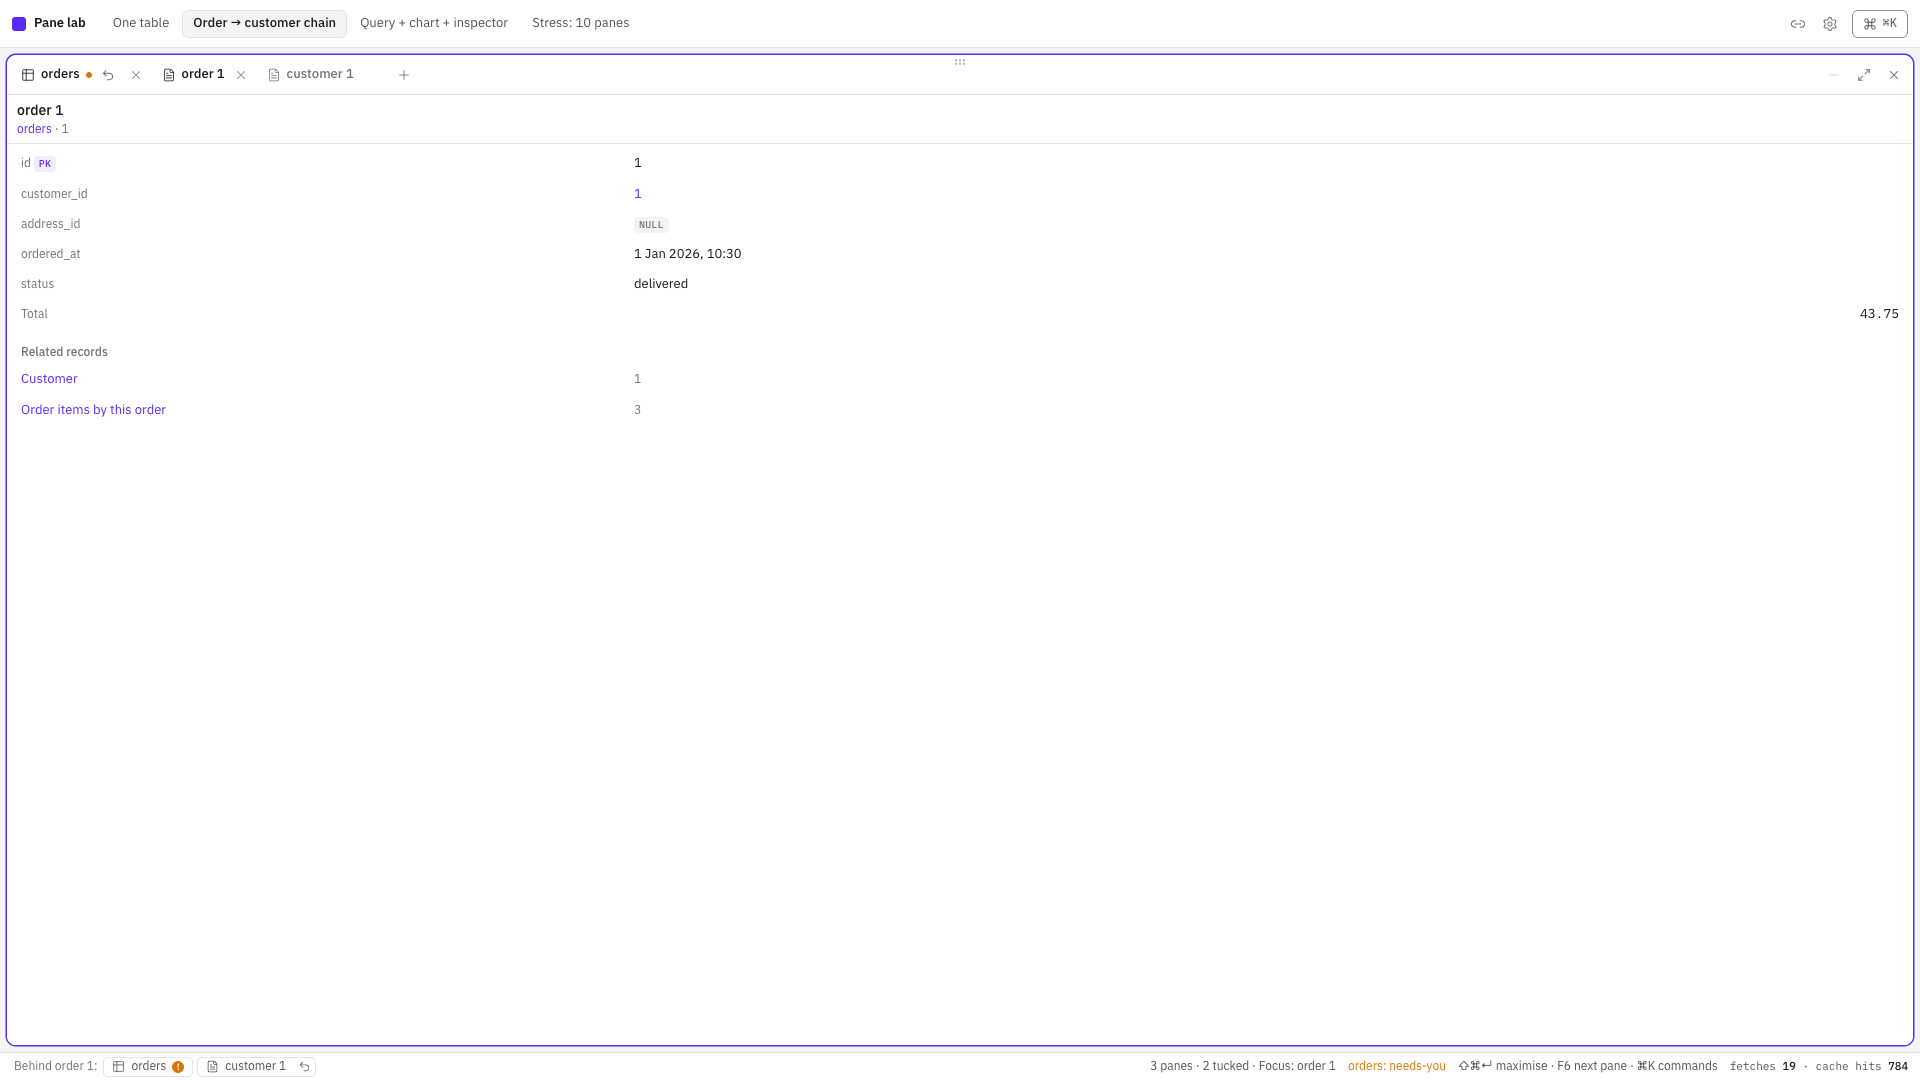 Pane lab One table Order → customer chain Query + chart + inspector Stress: 10 panes ⌘ ⌘K
orders order 1 customer 1
order 1
orders · 1
id PK 1
customer_id 1
address_id NULL
ordered_at 1 Jan 2026, 10:30
status delivered
Total 43.75
Related records
Customer 1
Order items by this order 3
Behind order 1: orders ! customer 1 3 panes · 2 tucked · Focus: order 1 orders: needs-you ⇧⌘↵ maximise · F6 next pane · ⌘K commands fetches 19 · cache hits 784